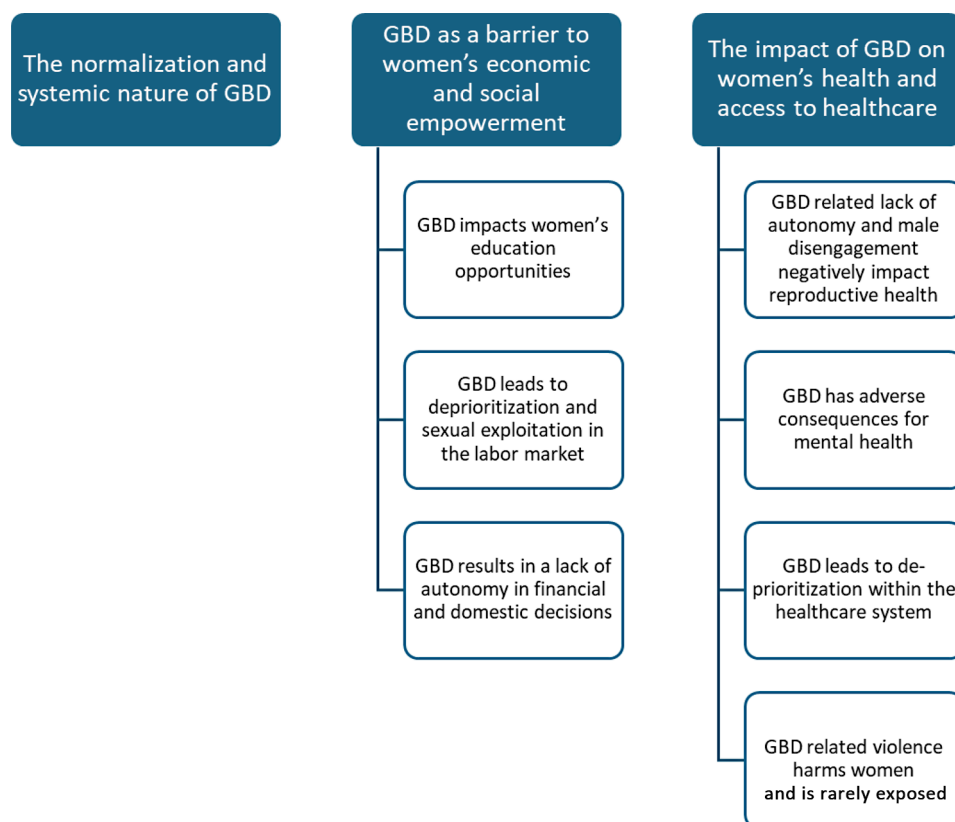 The normalization and
systemic nature of GBD
GBD as a barrier to
women's economic
and social
empowerment
GBD impacts women's
education
opportunities
GBD leads to
deprioritization and
sexual exploitation in
the labor market
GBD results in a lack of
autonomy in financial
and domestic decisions
The impact of GBD on
women's health and
access to healthcare
GBD related lack of
autonomy and male
disengagement
negatively impact
reproductive health
GBD has adverse
consequences for
mental health
GBD leads to de-
prioritization within the
healthcare system
GBD related violence
harms women
and is rarely exposed